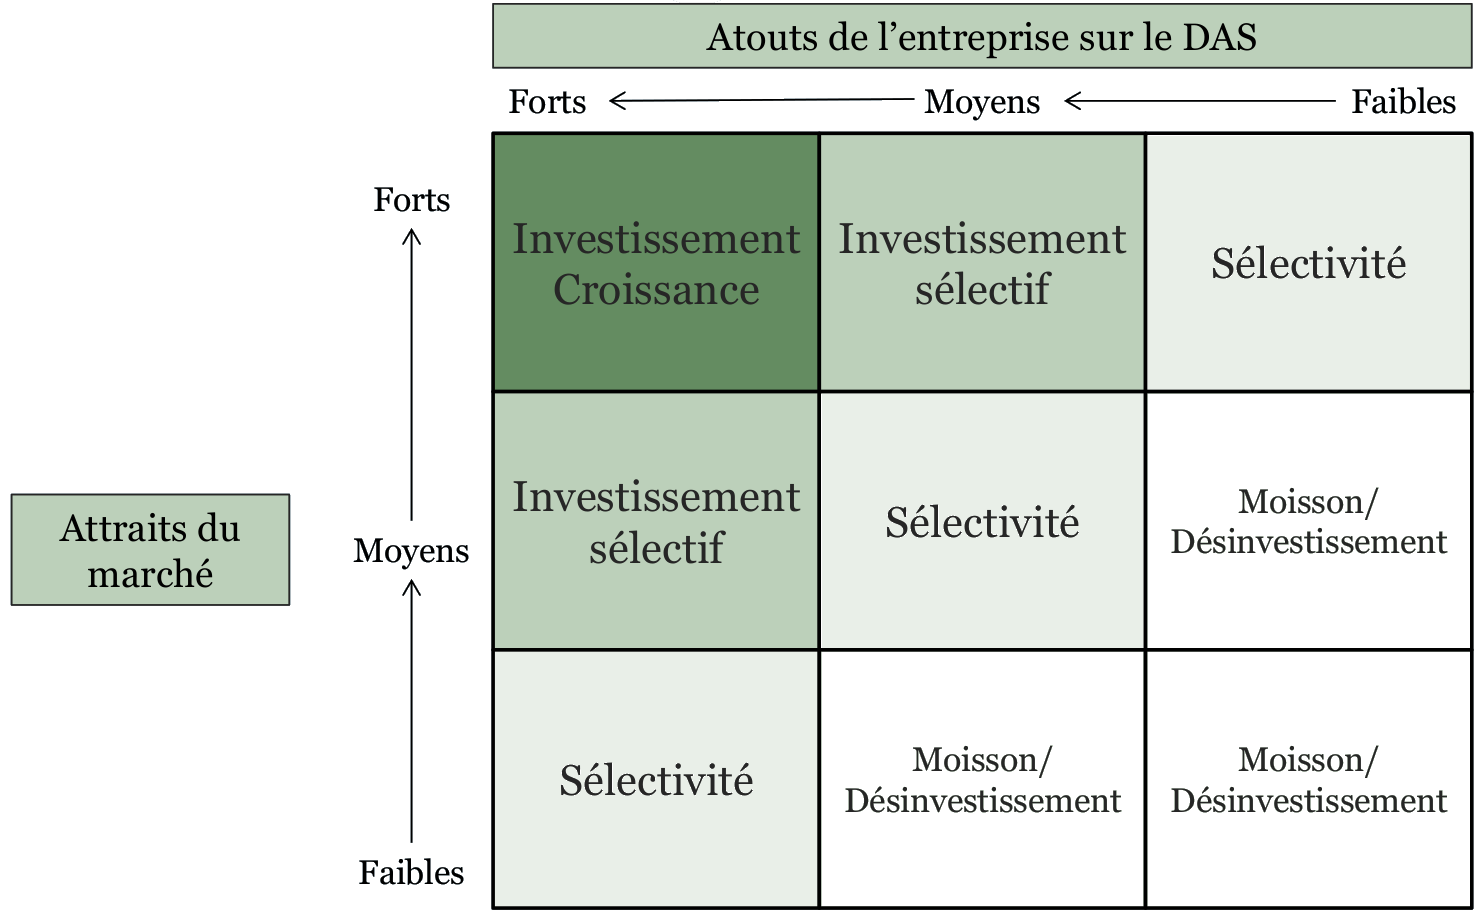 Atouts de l’entreprise sur le DAS
Forts
Moyens
Faibles
Forts
Investissement
Croissance
Investissement
sélectif
Sélectivité
Attraits du
marché
Moyens
Investissement
sélectif
Sélectivité
Moisson/
Désinvestissement
Faibles
Sélectivité
Moisson/
Désinvestissement
Moisson/
Désinvestissement